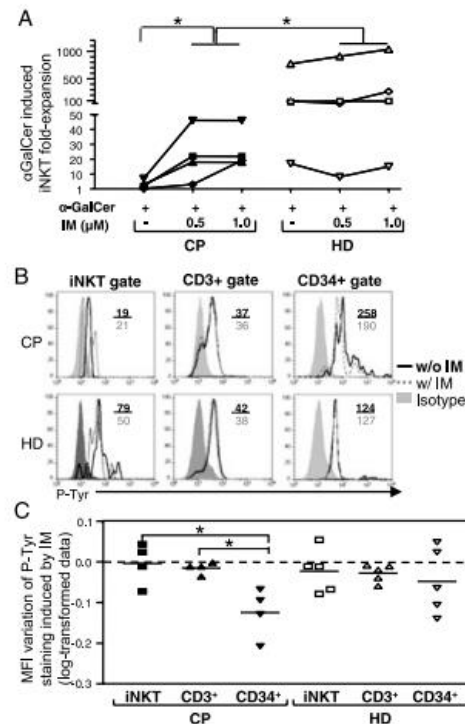 A
*
*
αGalCer induced
iNKT fold-expansion
1000
500
100
50
40
30
20
10
1
α-GalCer + + + + + +
IM (µM) - 0.5 1.0 - 0.5 1.0
CP HD
B
iNKT gate CD3+ gate CD34+ gate
CP
19
21
37
36
258
190
HD
79
50
42
38
124
127
w/o IM
w/ IM
Isotype
P-Tyr
C
MFI variation of P-Tyr
staining induced by IM
(log-transformed data)
0.1
0.0
-0.1
-0.3
*
*
iNKT CD3+ CD34+ iNKT CD3+ CD34+
CP HD